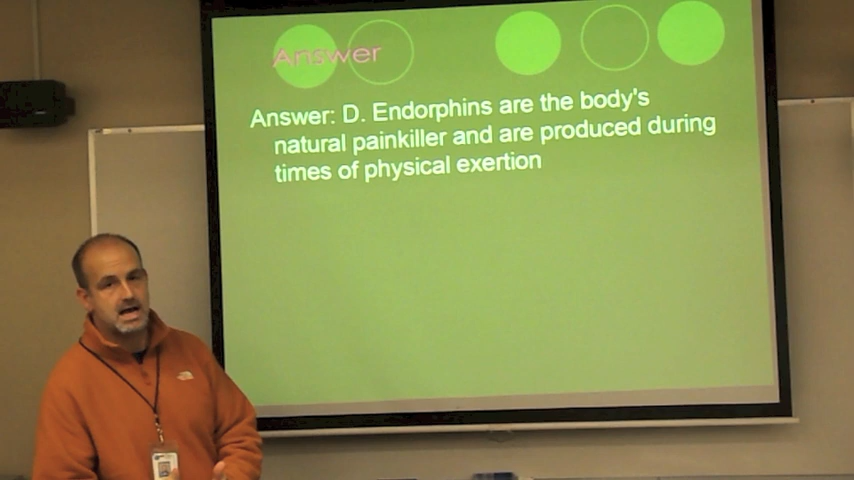 Answer
Answer: D. Endorphins are the body's
natural painkiller and are produced during
times of physical exertion